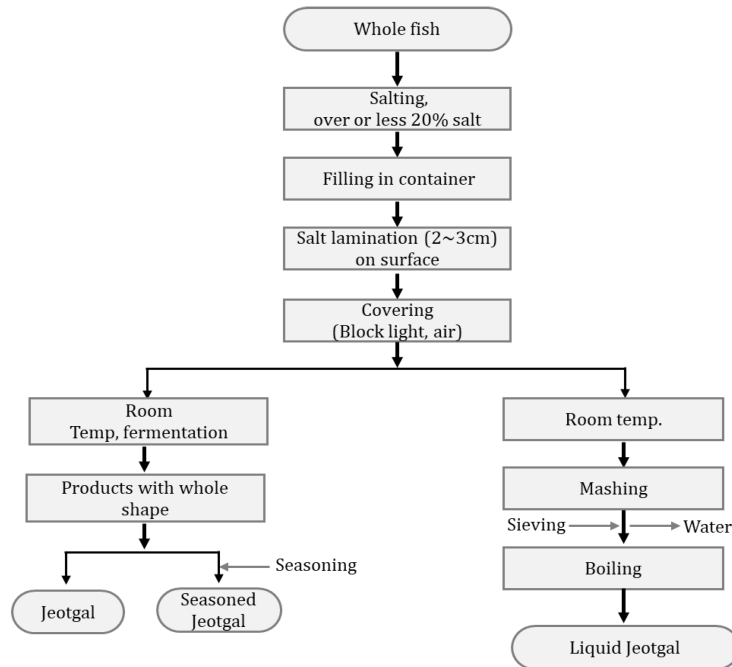 Whole fish
Salting,
over or less 20% salt
Filling in container
Salt lamination (2~3cm)
on surface
Covering
(Block light, air)
Room
Temp, fermentation
Room temp.
Products with whole
shape
Mashing
Sieving
Water
Seasoning
Boiling
Jeotgal
Seasoned
Jeotgal
Liquid Jeotgal